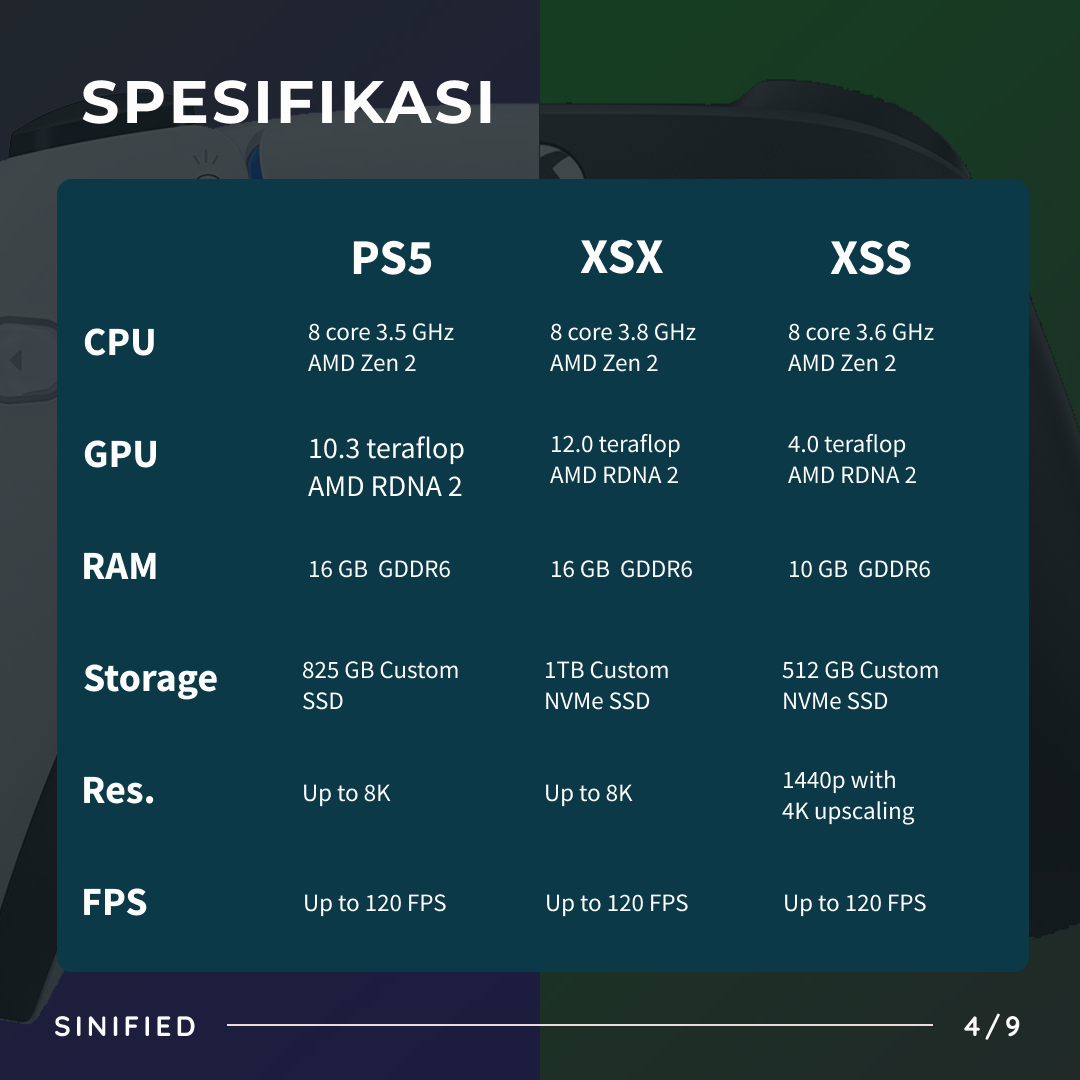 SPESIFIKASI
PS5 XSX XSS
CPU
8 core 3.5 GHz
AMD Zen 2
8 core 3.8 GHz
AMD Zen 2
8 core 3.6 GHz
AMD Zen 2
GPU
10.3 teraflop
AMD RDNA 2
12.0 teraflop
AMD RDNA 2
4.0 teraflop
AMD RDNA 2
RAM
16 GB  GDDR6
16 GB  GDDR6
10 GB  GDDR6
Storage
825 GB Custom
SSD
1TB Custom
NVMe SSD
512 GB Custom
NVMe SSD
Res.
Up to 8K
Up to 8K
1440p with
4K upscaling
FPS
Up to 120 FPS
Up to 120 FPS
Up to 120 FPS
SINIFIED
4 / 9